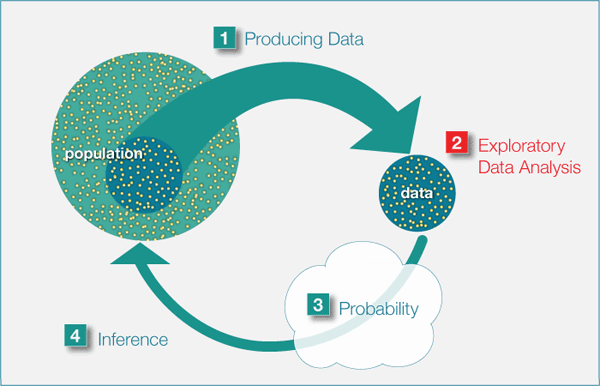 1 Producing Data
population
2 Exploratory
Data Analysis
data
3 Probability
4 Inference